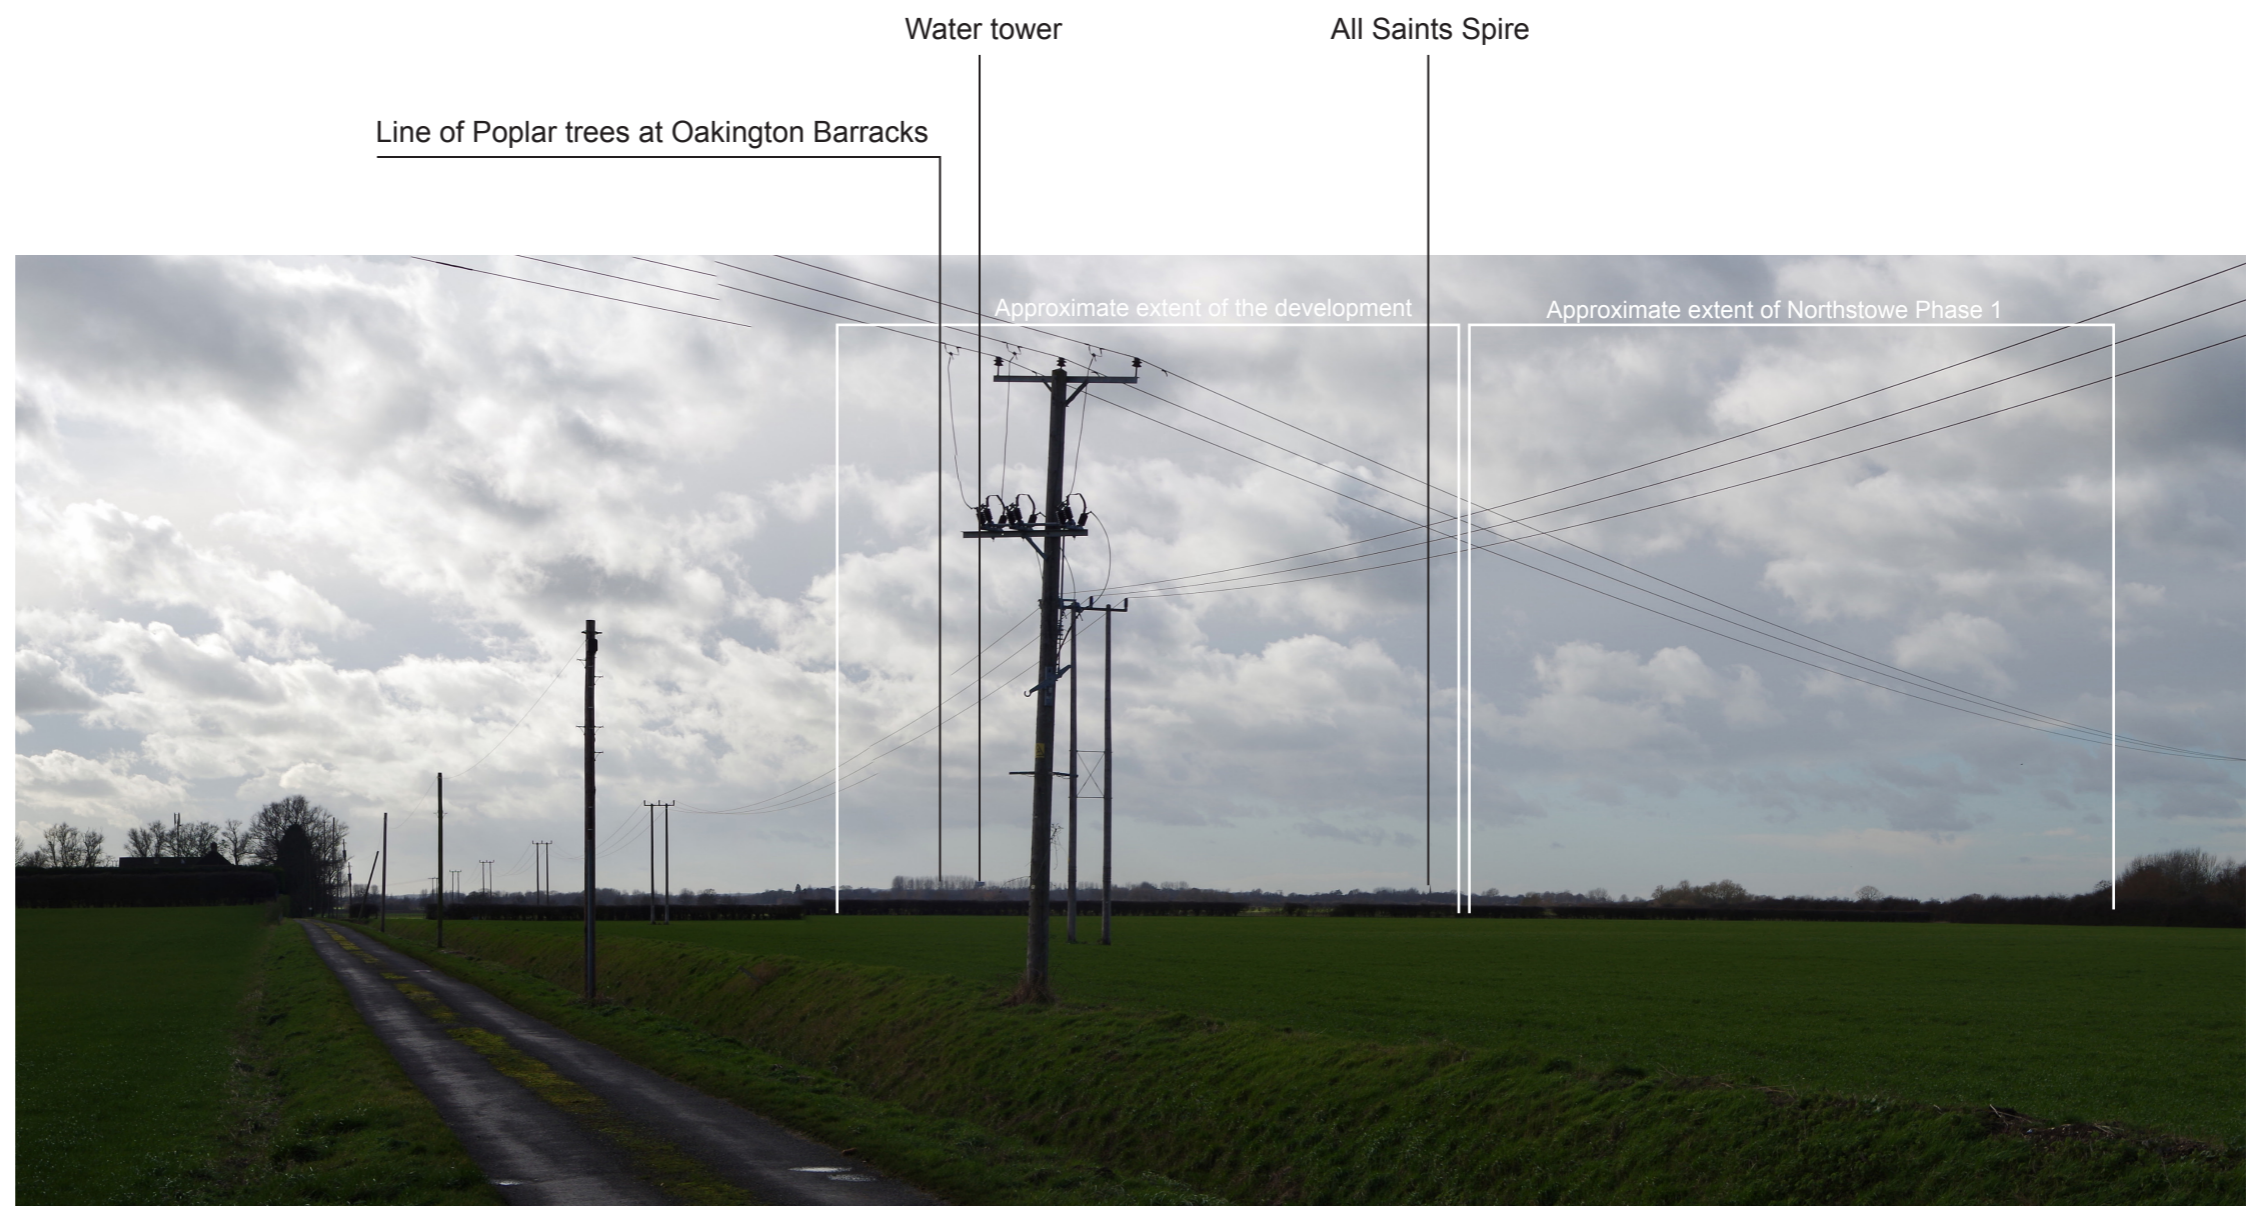 Water tower
All Saints Spire
Line of Poplar trees at Oakington Barracks
Approximate extent of the development
Approximate extent of Northstowe Phase 1